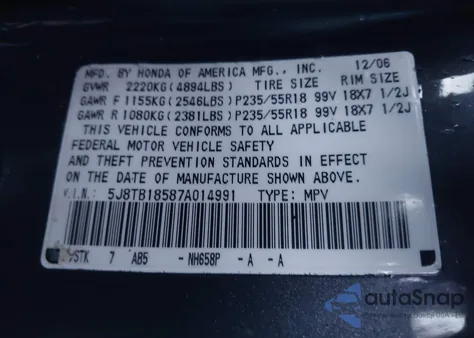 MFD. BY HONDA OF AMERICA MFG., INC. 12/06
GVWR 2220KG(4894LBS) TIRE SIZE RIM SIZE
GAWR F 1155KG(2546LBS)P235/55R18 99V 18X7 1/2J
GAWR R 1080KG(2381LBS)P235/55R18 99V 18X7 1/2J
THIS VEHICLE CONFORMS TO ALL APPLICABLE
FEDERAL MOTOR VEHICLE SAFETY
AND THEFT PREVENTION STANDARDS IN EFFECT
ON THE DATE OF MANUFACTURE SHOWN ABOVE.
V.I.N.: 5J8TB18587A014991 TYPE: MPV
STK 7 AB5 -NH658P -A -A
autoSnap